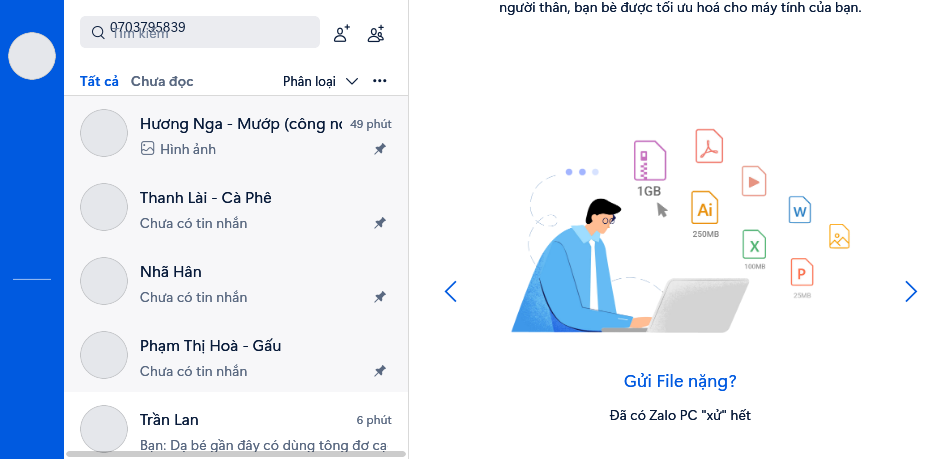 người thân, bạn bè được tối ưu hoá cho máy tính của bạn.
0703795839
Tìm kiếm
Tất cả
Chưa đọc
Phân loại
Hương Nga - Mướp (công nợ
49 phút
Hình ảnh
Thanh Lài - Cà Phê
Chưa có tin nhắn
Nhã Hân
Chưa có tin nhắn
Phạm Thị Hoà - Gấu
Chưa có tin nhắn
Trần Lan
6 phút
Bạn: Dạ bé gần đây có dùng tông đơ cạ
1GB
Ai
250MB
W
X
100MB
P
25MB
Gửi File nặng?
Đã có Zalo PC "xử" hết